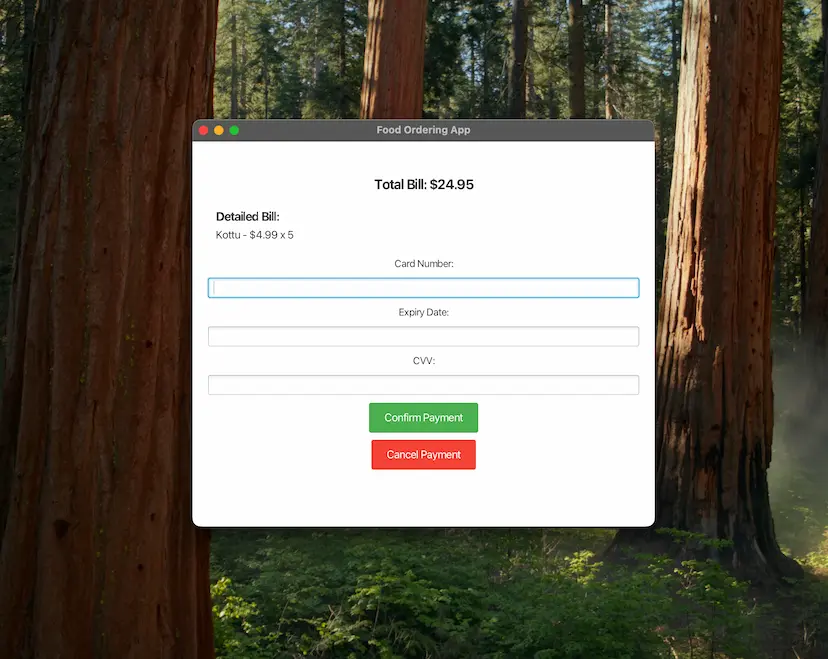 Food Ordering App
Total Bill: $24.95
Detailed Bill:
Kottu - $4.99 x 5
Card Number:
Expiry Date:
CVV:
Confirm Payment
Cancel Payment